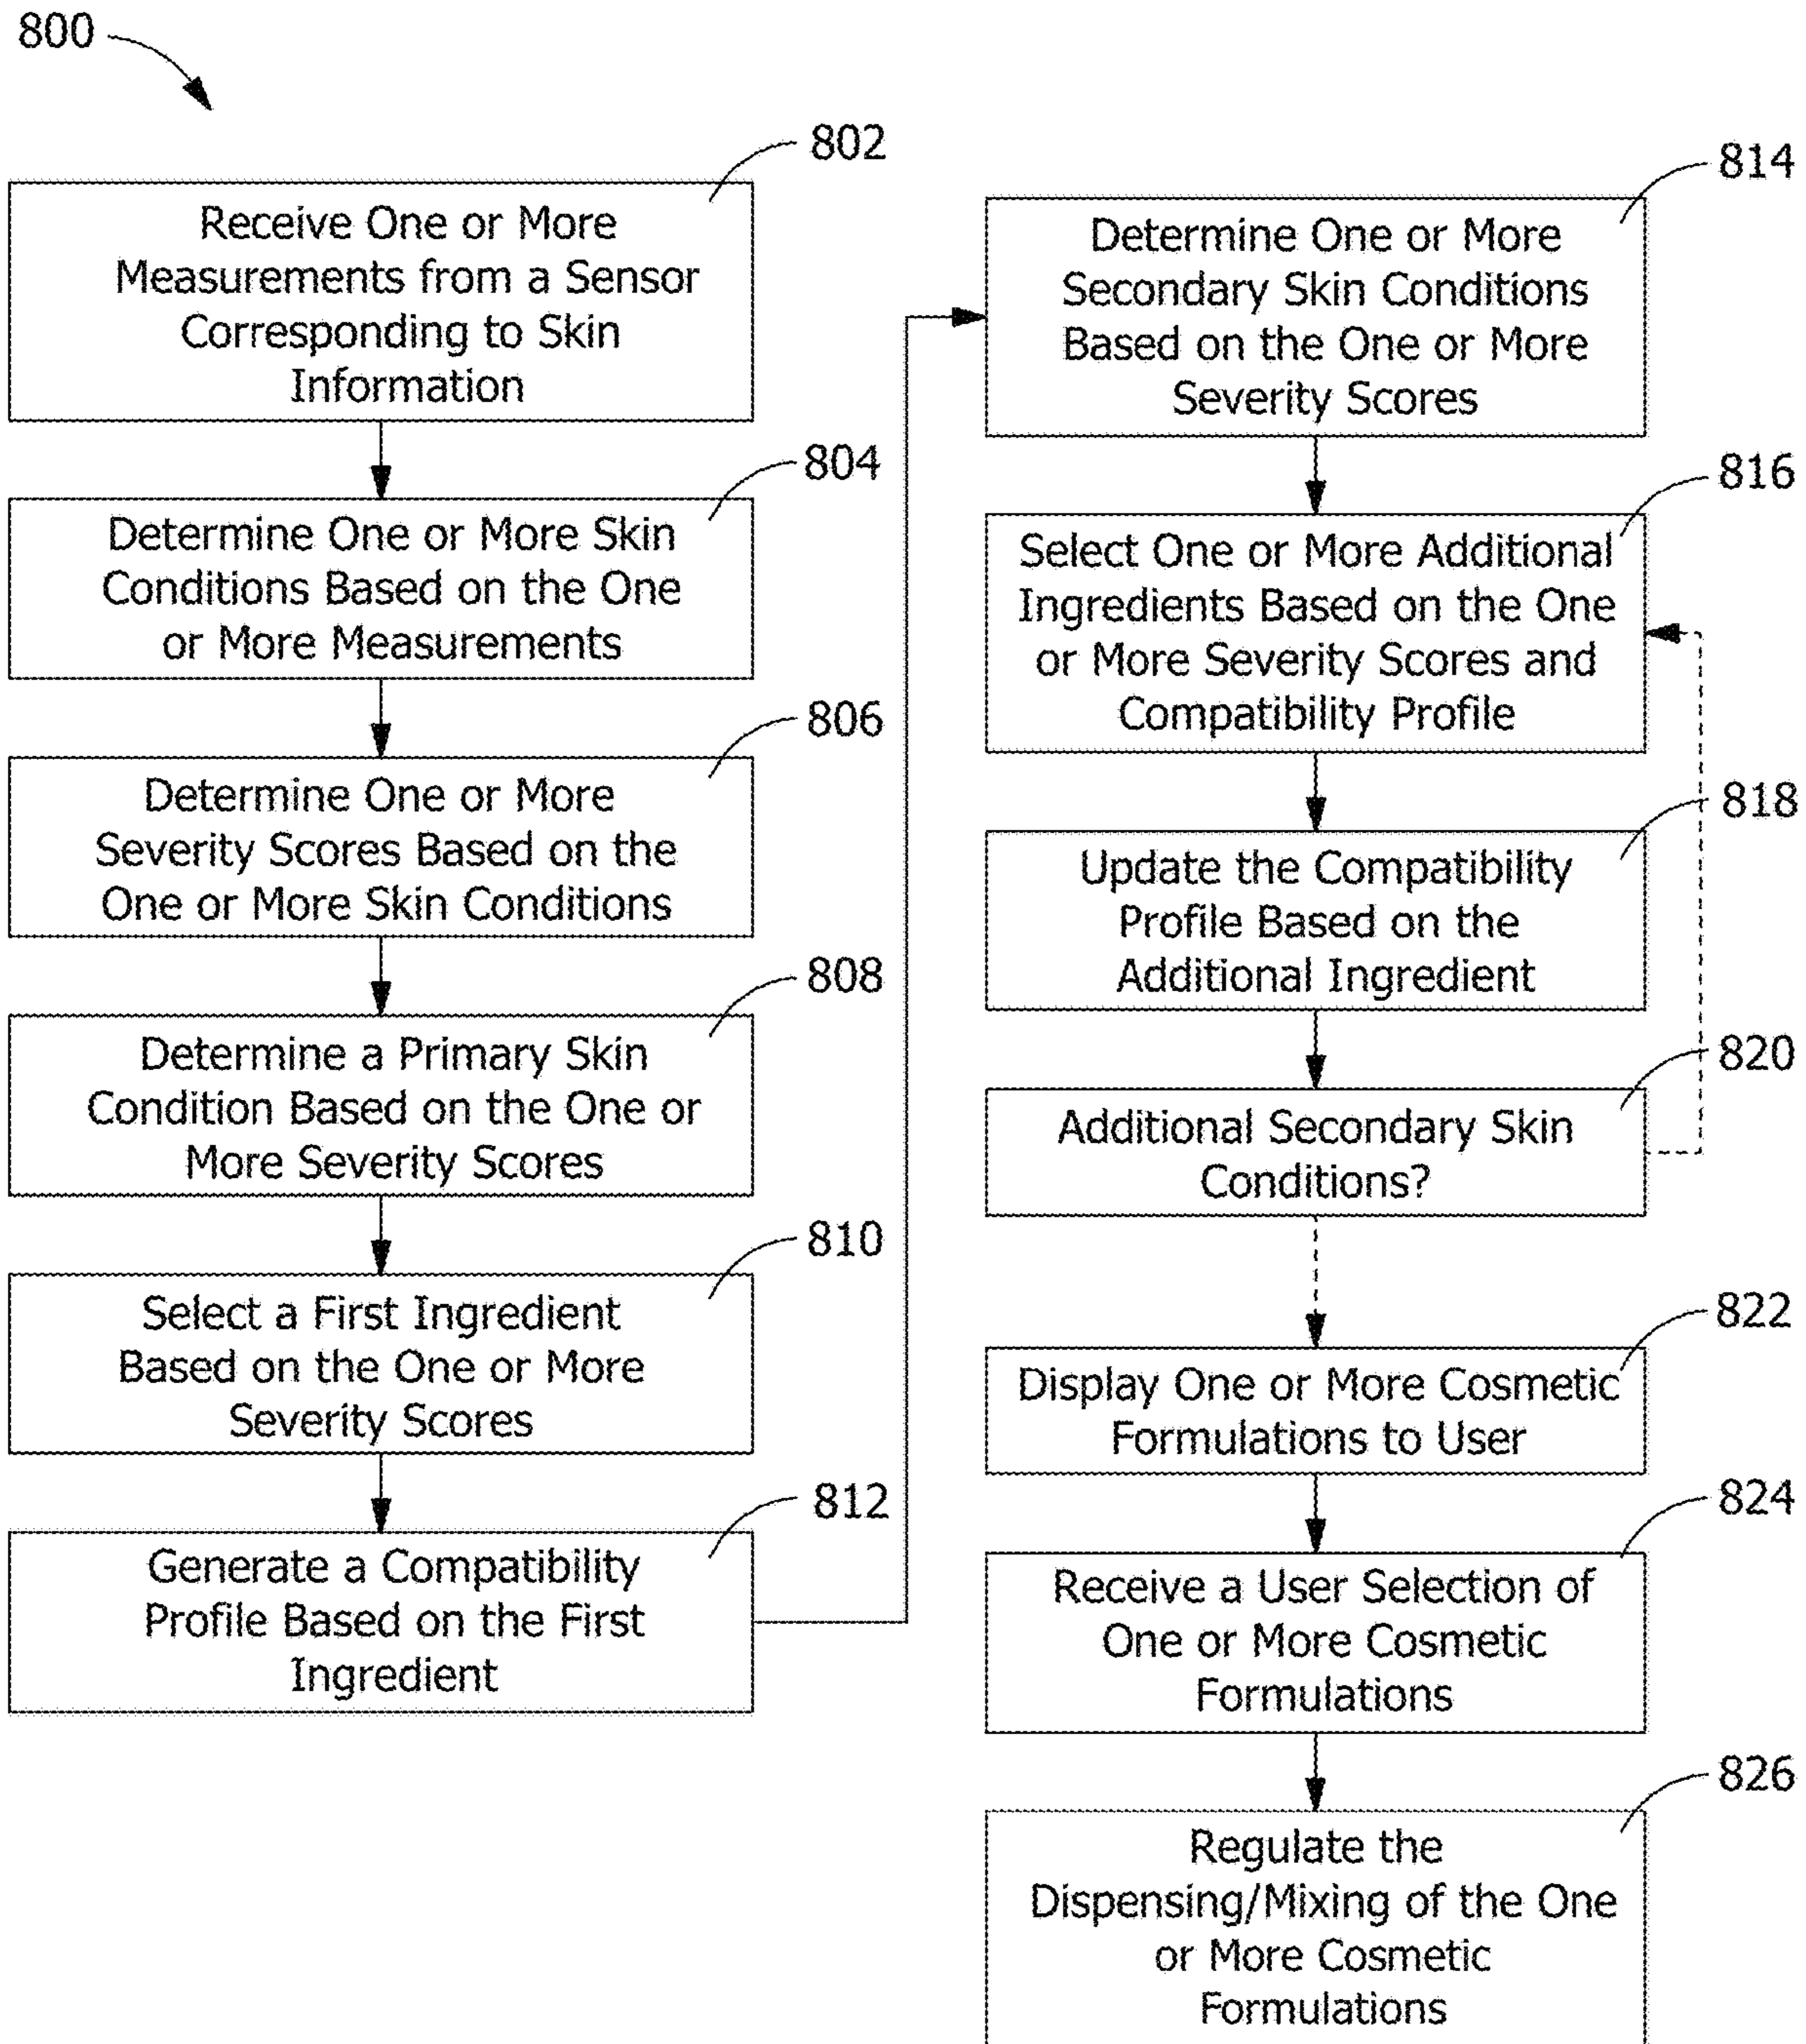 800
802
Receive One or More
Measurements from a Sensor
Corresponding to Skin
Information
804
Determine One or More Skin
Conditions Based on the One
or More Measurements
806
Determine One or More
Severity Scores Based on the
One or More Skin Conditions
808
Determine a Primary Skin
Condition Based on the One or
More Severity Scores
810
Select a First Ingredient
Based on the One or More
Severity Scores
812
Generate a Compatibility
Profile Based on the First
Ingredient
814
Determine One or More
Secondary Skin Conditions
Based on the One or More
Severity Scores
816
Select One or More Additional
Ingredients Based on the One
or More Severity Scores and
Compatibility Profile
818
Update the Compatibility
Profile Based on the
Additional Ingredient
820
Additional Secondary Skin
Conditions?
822
Display One or More Cosmetic
Formulations to User
824
Receive a User Selection of
One or More Cosmetic
Formulations
826
Regulate the
Dispensing/Mixing of the One
or More Cosmetic
Formulations